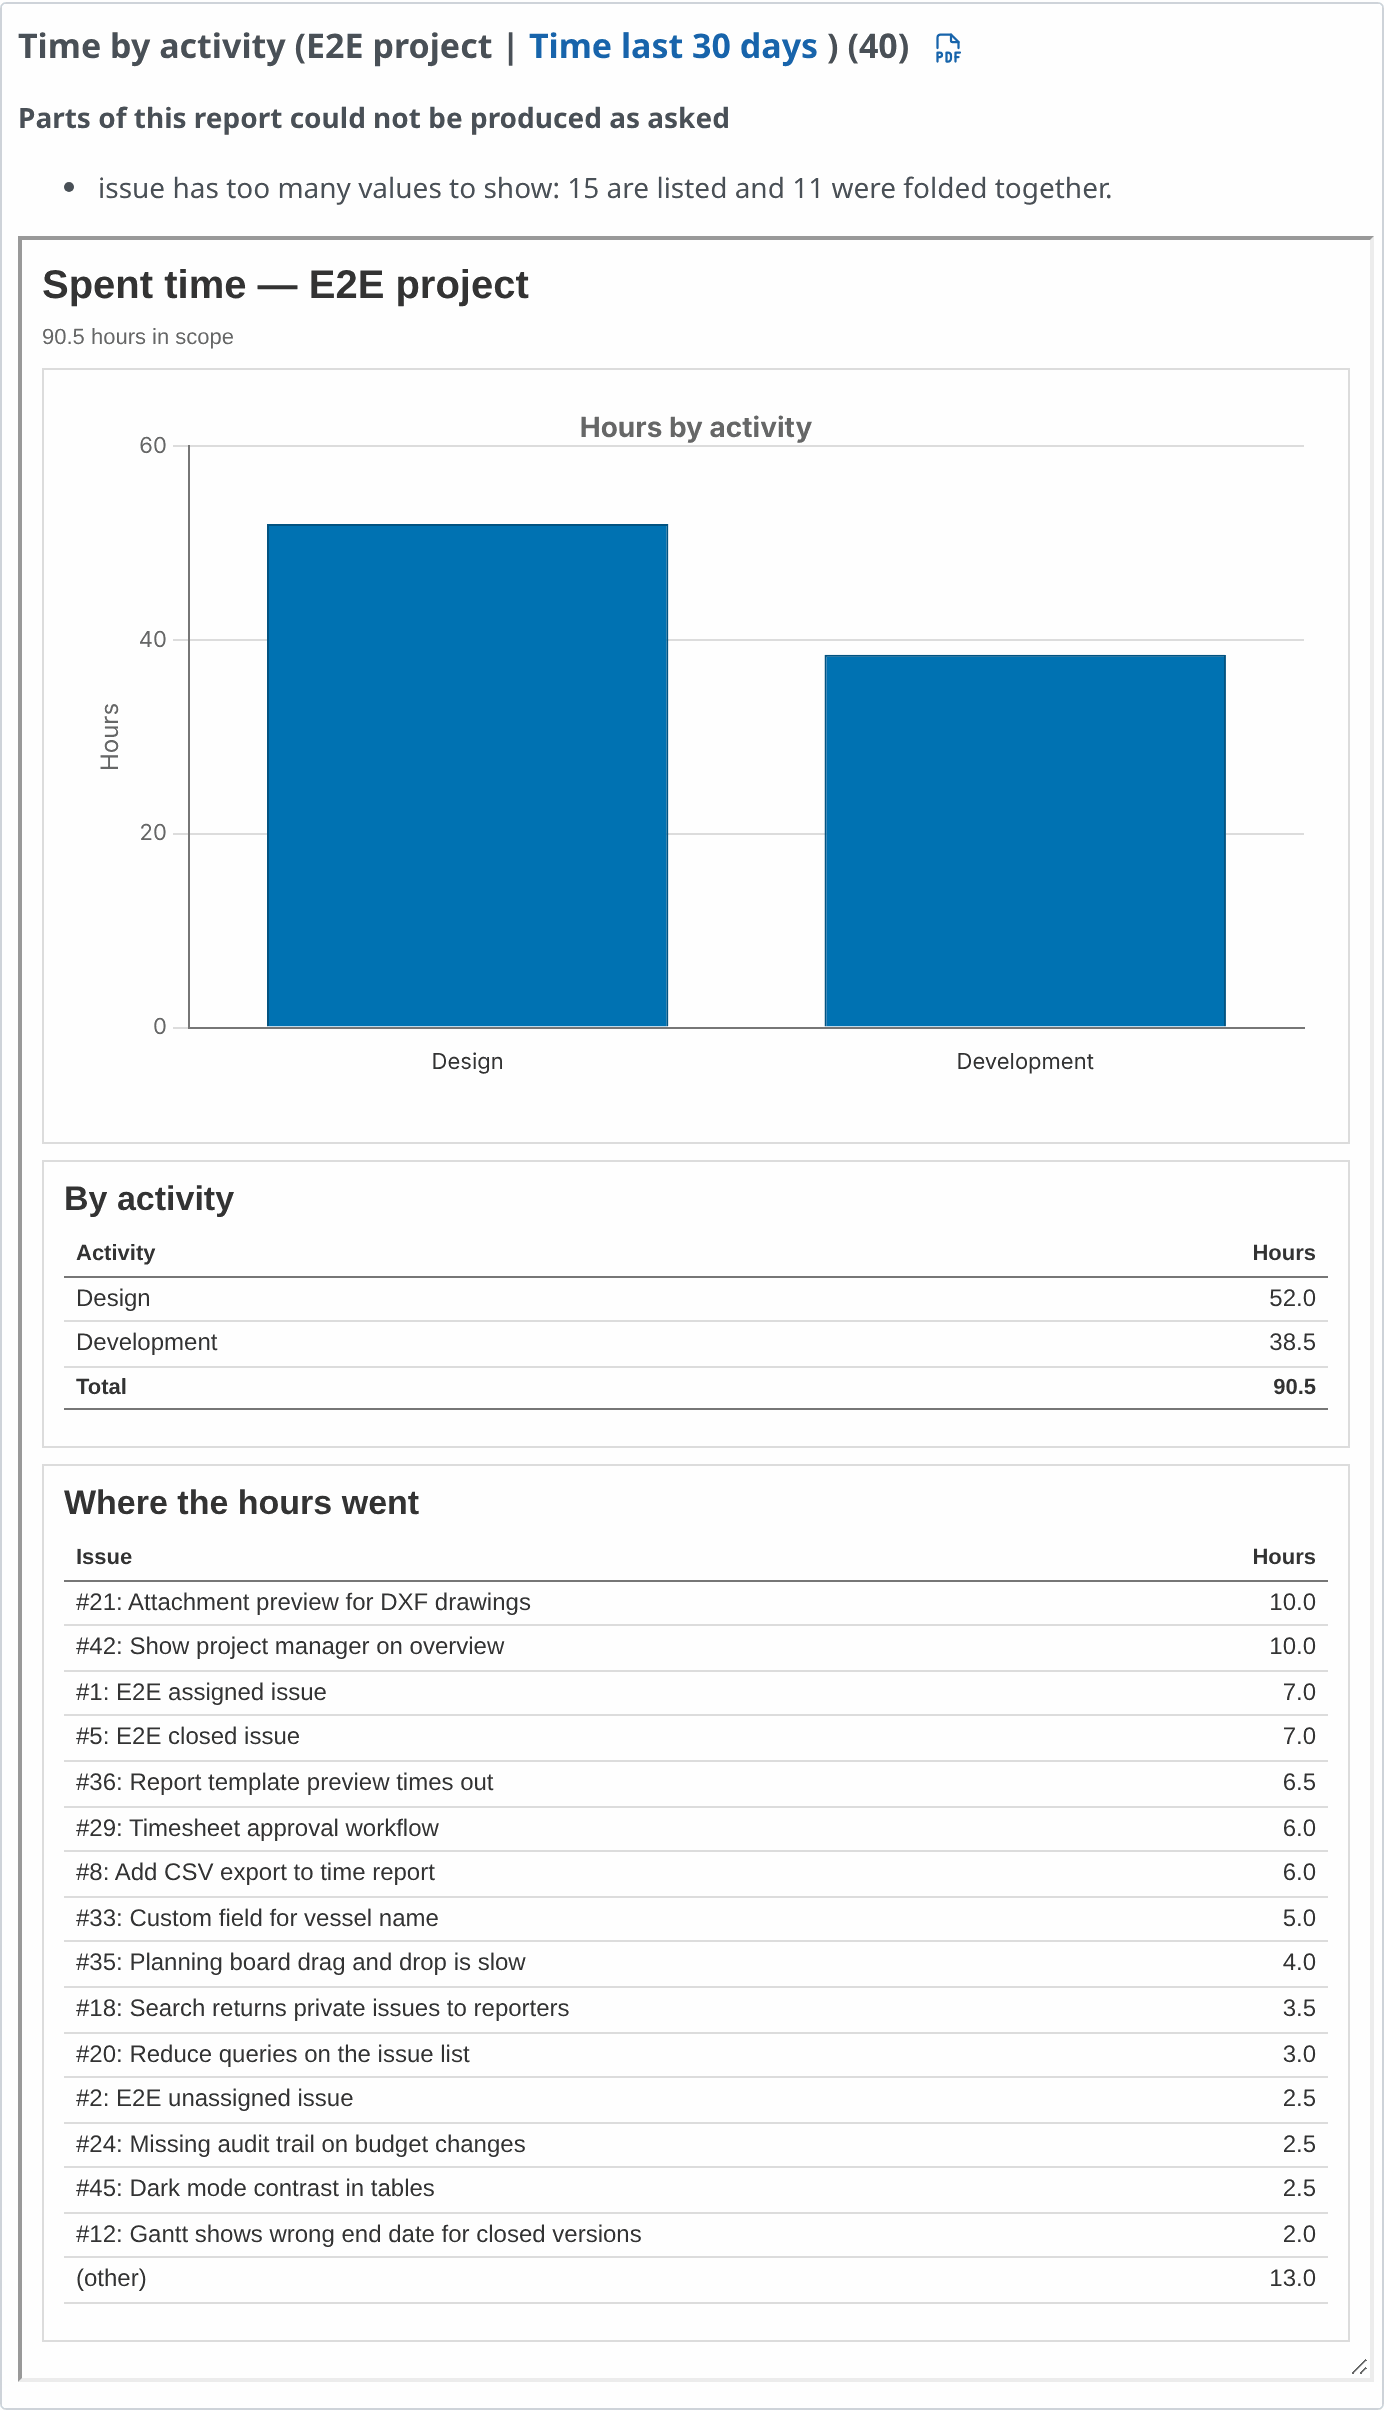 Time by activity (E2E project | Time last 30 days ) (40) PDF
Parts of this report could not be produced as asked
• issue has too many values to show: 15 are listed and 11 were folded together.
Spent time — E2E project
90.5 hours in scope
Hours by activity
60
40
20
0
Hours
Design Development
By activity
Activity Hours
Design 52.0
Development 38.5
Total 90.5
Where the hours went
Issue Hours
#21: Attachment preview for DXF drawings 10.0
#42: Show project manager on overview 10.0
#1: E2E assigned issue 7.0
#5: E2E closed issue 7.0
#36: Report template preview times out 6.5
#29: Timesheet approval workflow 6.0
#8: Add CSV export to time report 6.0
#33: Custom field for vessel name 5.0
#35: Planning board drag and drop is slow 4.0
#18: Search returns private issues to reporters 3.5
#20: Reduce queries on the issue list 3.0
#2: E2E unassigned issue 2.5
#24: Missing audit trail on budget changes 2.5
#45: Dark mode contrast in tables 2.5
#12: Gantt shows wrong end date for closed versions 2.0
(other) 13.0